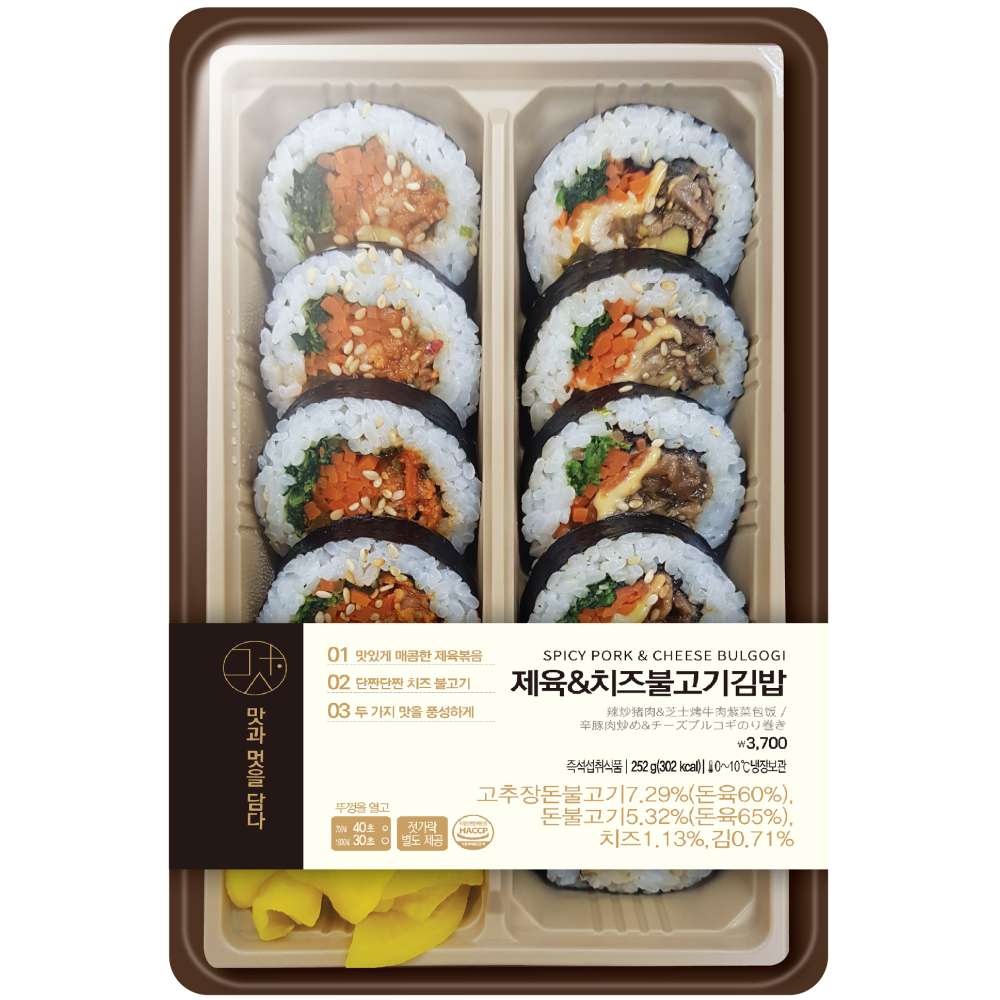 맛과 멋을 담다
01 맛있게 매콤한 제육볶음
02 단짠단짠 치즈 불고기
03 두 가지 맛을 풍성하게
뚜껑을 열고
700W 40초
1000W 30초
젓가락
별도 제공
HACCP
SPICY PORK & CHEESE BULGOGI
제육&치즈불고기김밥
辣炒猪肉&芝士烤牛肉紫菜包饭 /
辛豚肉炒め&チーズプルコギのり巻き
₩3,700
즉석섭취식품 | 252 g(302 kcal) | 0~10℃냉장보관
고추장돈불고기7.29%(돈육60%),
돈불고기5.32%(돈육65%),
치즈1.13%,김0.71%